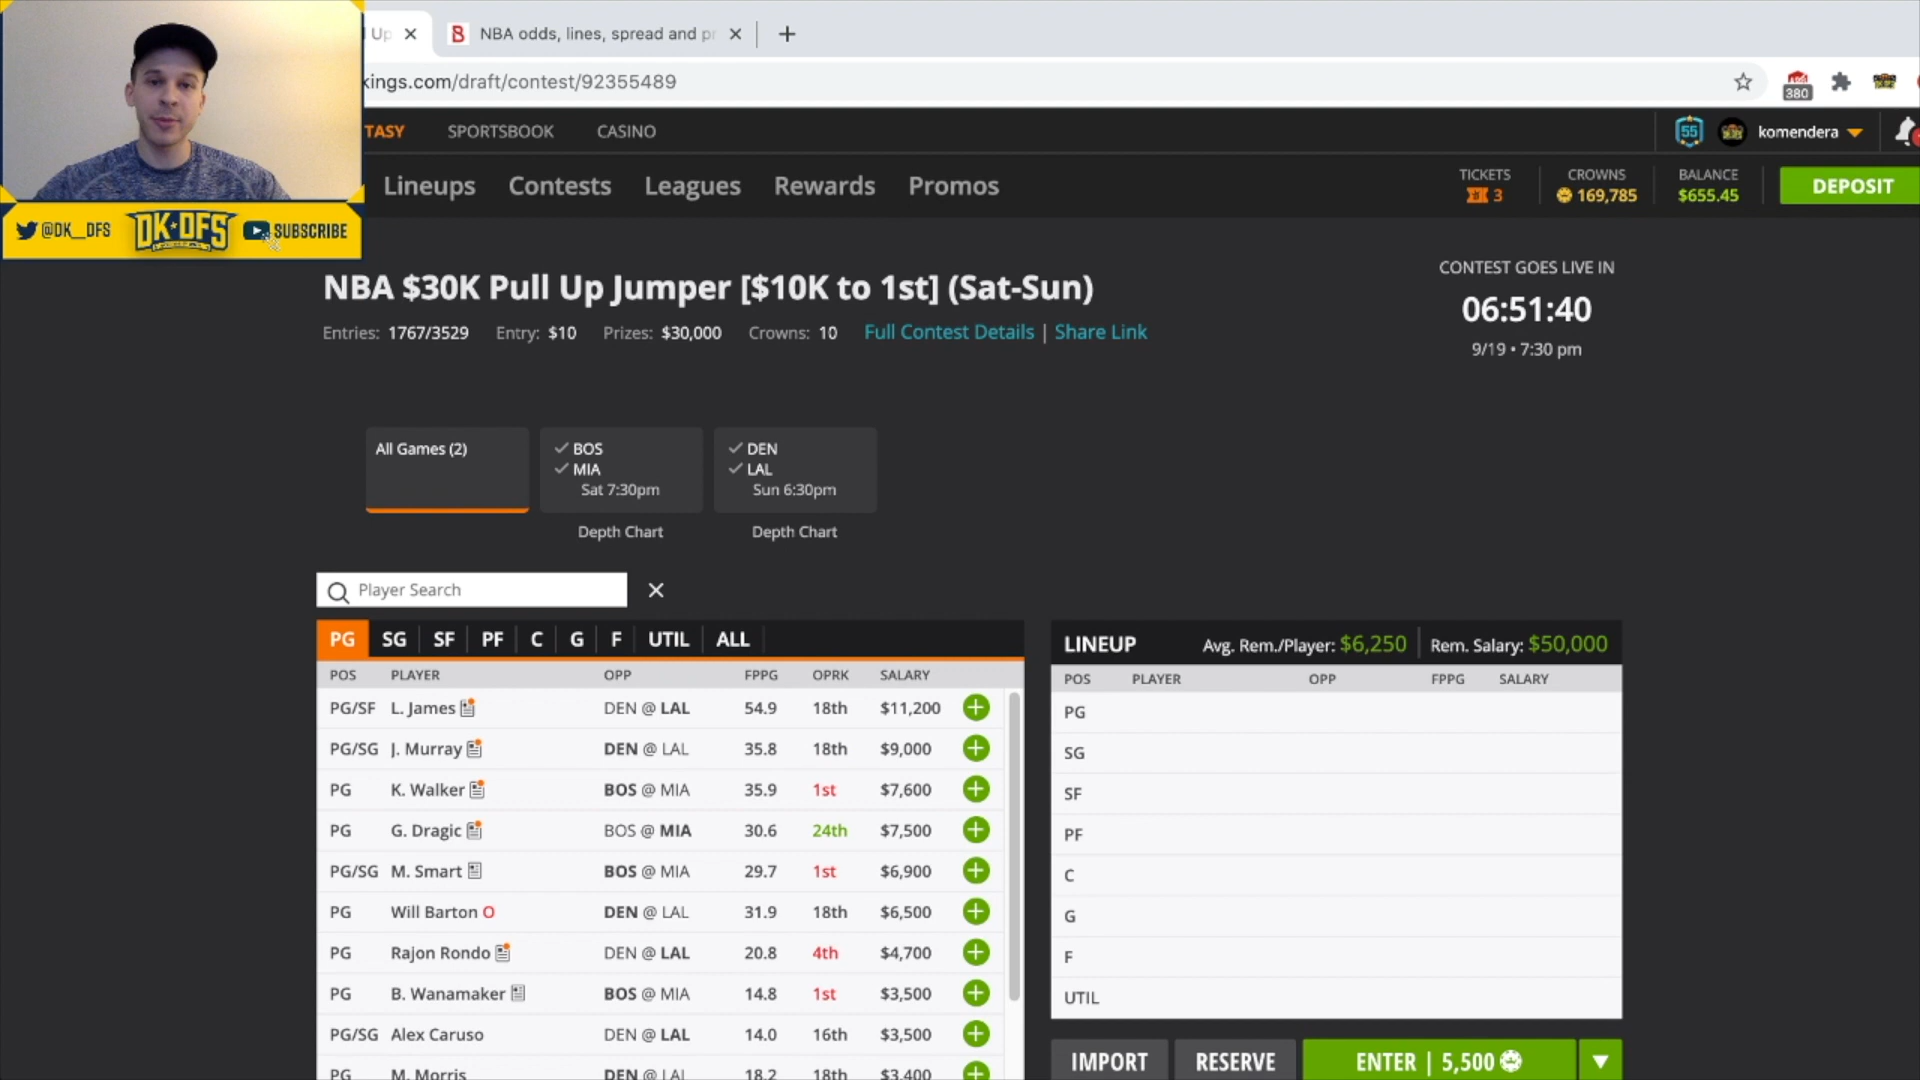 Up
NBA odds, lines, spread and pr
kings.com/draft/contest/92355489
380
TASY SPORTSBOOK CASINO
55 komendera
Lineups Contests Leagues Rewards Promos
TICKETS 3
CROWNS 169,785
BALANCE $655.45
DEPOSIT
@DK__DFS DK DFS SUBSCRIBE
NBA $30K Pull Up Jumper [$10K to 1st] (Sat-Sun)
Entries: 1767/3529 Entry: $10 Prizes: $30,000 Crowns: 10 Full Contest Details | Share Link
CONTEST GOES LIVE IN
06:51:40
9/19 • 7:30 pm
All Games (2)
BOS
MIA
Sat 7:30pm
Depth Chart
DEN
LAL
Sun 6:30pm
Depth Chart
Player Search
PG SG SF PF C G F UTIL ALL
POS PLAYER OPP FPPG OPRK SALARY
PG/SF L. James DEN @ LAL 54.9 18th $11,200
PG/SG J. Murray DEN @ LAL 35.8 18th $9,000
PG K. Walker BOS @ MIA 35.9 1st $7,600
PG G. Dragic BOS @ MIA 30.6 24th $7,500
PG/SG M. Smart BOS @ MIA 29.7 1st $6,900
PG Will Barton O DEN @ LAL 31.9 18th $6,500
PG Rajon Rondo DEN @ LAL 20.8 4th $4,700
PG B. Wanamaker BOS @ MIA 14.8 1st $3,500
PG/SG Alex Caruso DEN @ LAL 14.0 16th $3,500
PG M. Morris DEN @ LAL 18.2 18th $3,400
LINEUP Avg. Rem./Player: $6,250 Rem. Salary: $50,000
POS PLAYER OPP FPPG SALARY
PG
SG
SF
PF
C
G
F
UTIL
IMPORT RESERVE ENTER | 5,500